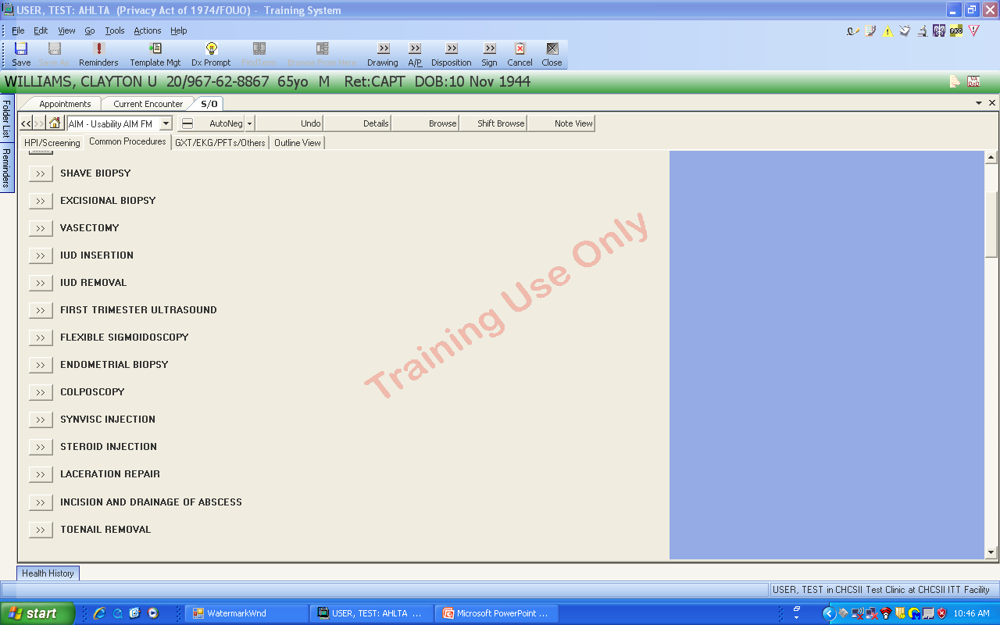 USER, TEST: AHLTA (Privacy Act of 1974/FOUO) - Training System
File Edit View Go Tools Actions Help
Save Save As Reminders Template Mgt Dx Prompt FindTerm Browse From Here Drawing A/P Disposition Sign Cancel Close
WILLIAMS, CLAYTON U 20/967-62-8867 65yo M Ret:CAPT DOB:10 Nov 1944
Appointments Current Encounter S/O
Folder List
Reminders
<< >> AIM - Usability AIM FM AutoNeg Undo Details Browse Shift Browse Note View
HPI/Screening Common Procedures GXT/EKG/PFTs/Others Outline View
>> SHAVE BIOPSY
>> EXCISIONAL BIOPSY
>> VASECTOMY
>> IUD INSERTION
>> IUD REMOVAL
>> FIRST TRIMESTER ULTRASOUND
>> FLEXIBLE SIGMOIDOSCOPY
>> ENDOMETRIAL BIOPSY
>> COLPOSCOPY
>> SYNVISC INJECTION
>> STEROID INJECTION
>> LACERATION REPAIR
>> INCISION AND DRAINAGE OF ABSCESS
>> TOENAIL REMOVAL
Training Use Only
Health History
USER, TEST in CHCSII Test Clinic at CHCSII ITT Facility
start WatermarkWnd USER, TEST: AHLTA ... Microsoft PowerPoint ... 10:46 AM